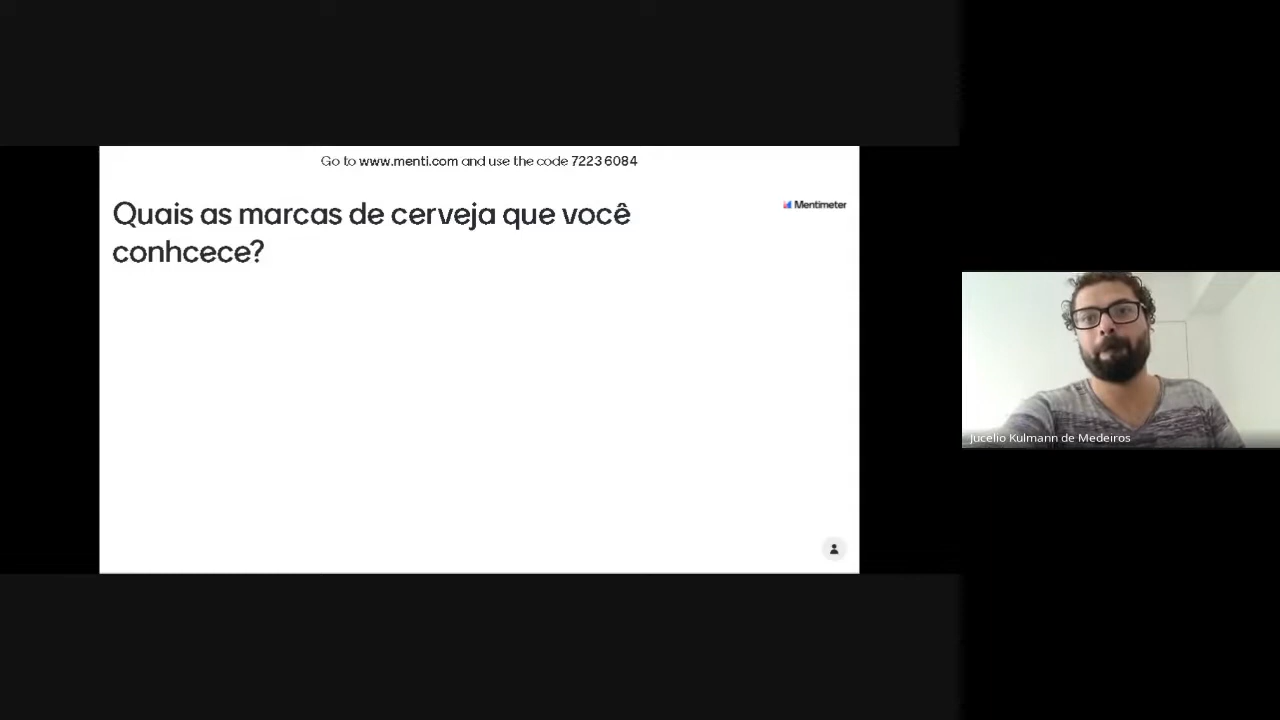 Go to www.menti.com and use the code 7223 6084
Quais as marcas de cerveja que você
conhcece?
Mentimeter
Jucelio Kulmann de Medeiros